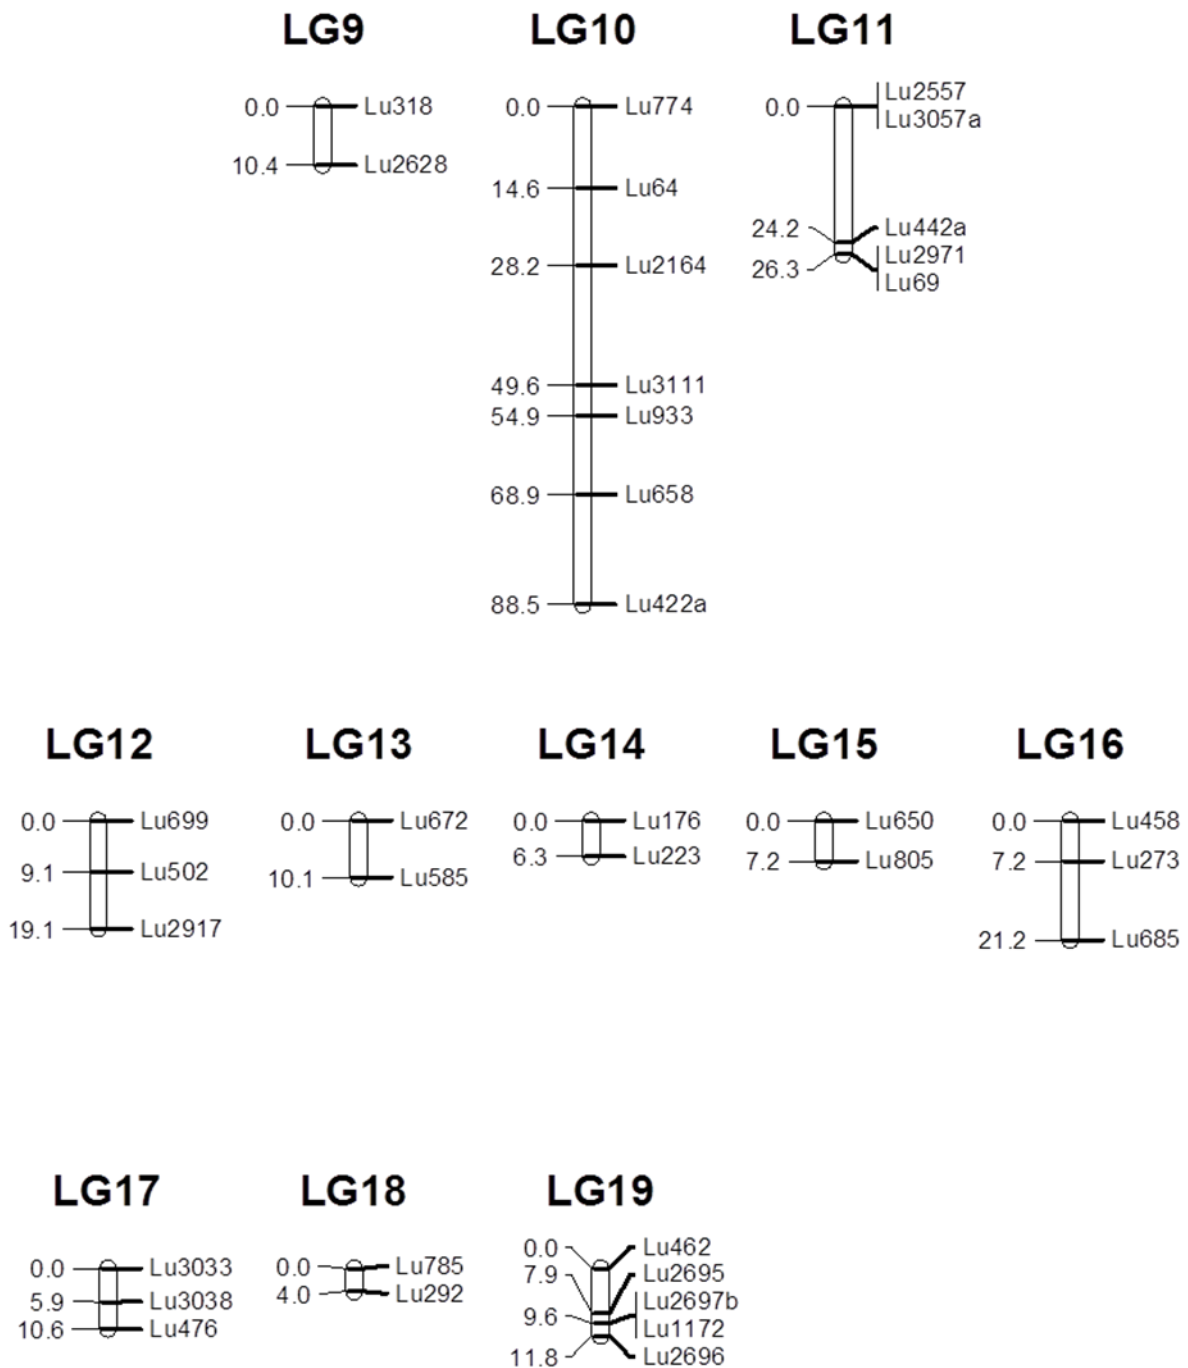 LG9 LG10 LG11
0.0 Lu318
10.4 Lu2628
0.0 Lu774
14.6 Lu64
28.2 Lu2164
49.6 Lu3111
54.9 Lu933
68.9 Lu658
88.5 Lu422a
0.0 Lu2557
Lu3057a
24.2 Lu442a
26.3 Lu2971
Lu69
LG12 LG13 LG14 LG15 LG16
0.0 Lu699
9.1 Lu502
19.1 Lu2917
0.0 Lu672
10.1 Lu585
0.0 Lu176
6.3 Lu223
0.0 Lu650
7.2 Lu805
0.0 Lu458
7.2 Lu273
21.2 Lu685
LG17 LG18 LG19
0.0 Lu3033
5.9 Lu3038
10.6 Lu476
0.0 Lu785
4.0 Lu292
0.0 Lu462
7.9 Lu2695
9.6 Lu2697b
Lu1172
11.8 Lu2696